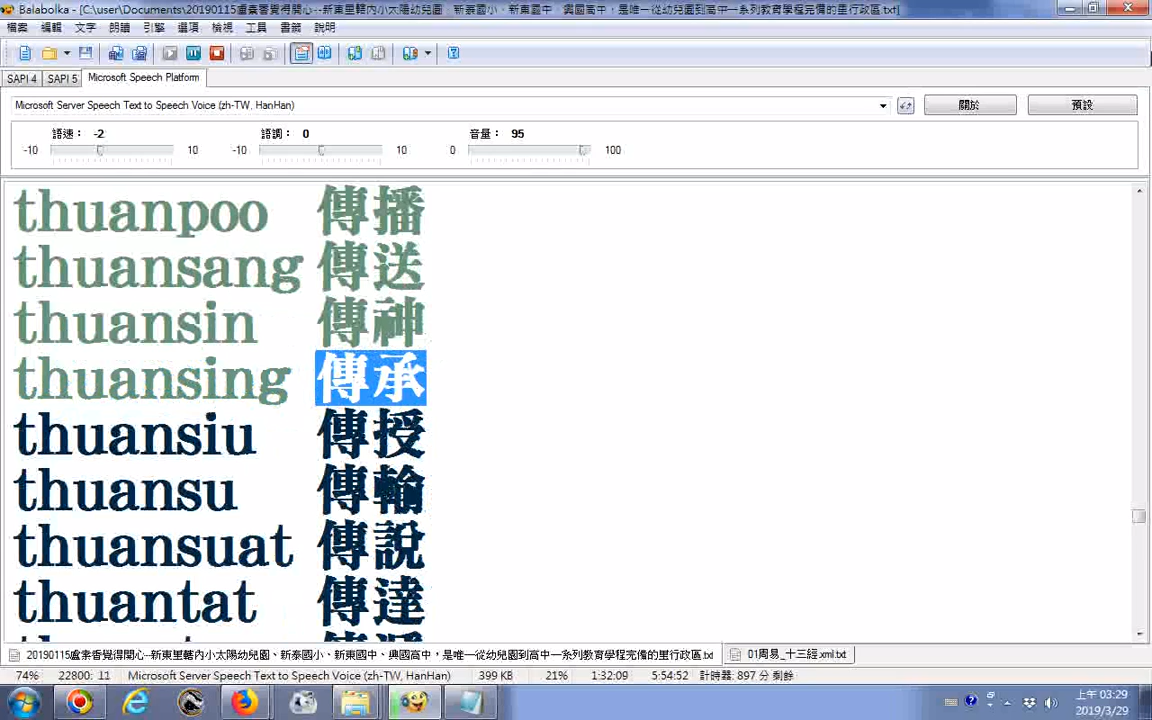 Balabolka - [C:\user\Documents\20190115盧素香覺得開心--新東里轄內小太陽幼兒園、新泰國小、新東國中、興國高中，是唯一從幼兒園到高中一系列教育學程完備的里行政區.txt]
檔案 編輯 文字 朗讀 引擎 選項 檢視 工具 書籤 說明
SAPI 4 SAPI 5 Microsoft Speech Platform
Microsoft Server Speech Text to Speech Voice (zh-TW, HanHan) 關於 預設
語速： -2 語調： 0 音量： 95
-10 10 -10 10 0 100
thuanpoo 傳播
thuansang 傳送
thuansin 傳神
thuansing 傳承
thuansiu 傳授
thuansu 傳輸
thuansuat 傳說
thuantat 傳達
20190115盧素香覺得開心--新東里轄內小太陽幼兒園、新泰國小、新東國中、興國高中，是唯一從幼兒園到高中一系列教育學程完備的里行政區.txt 01周易_十三經.xml.txt
74% 22800: 11 Microsoft Server Speech Text to Speech Voice (zh-TW, HanHan) 399 KB 21% 1:32:09 5:54:52 計時器: 897 分 剩餘
上午 03:29
2019/3/29